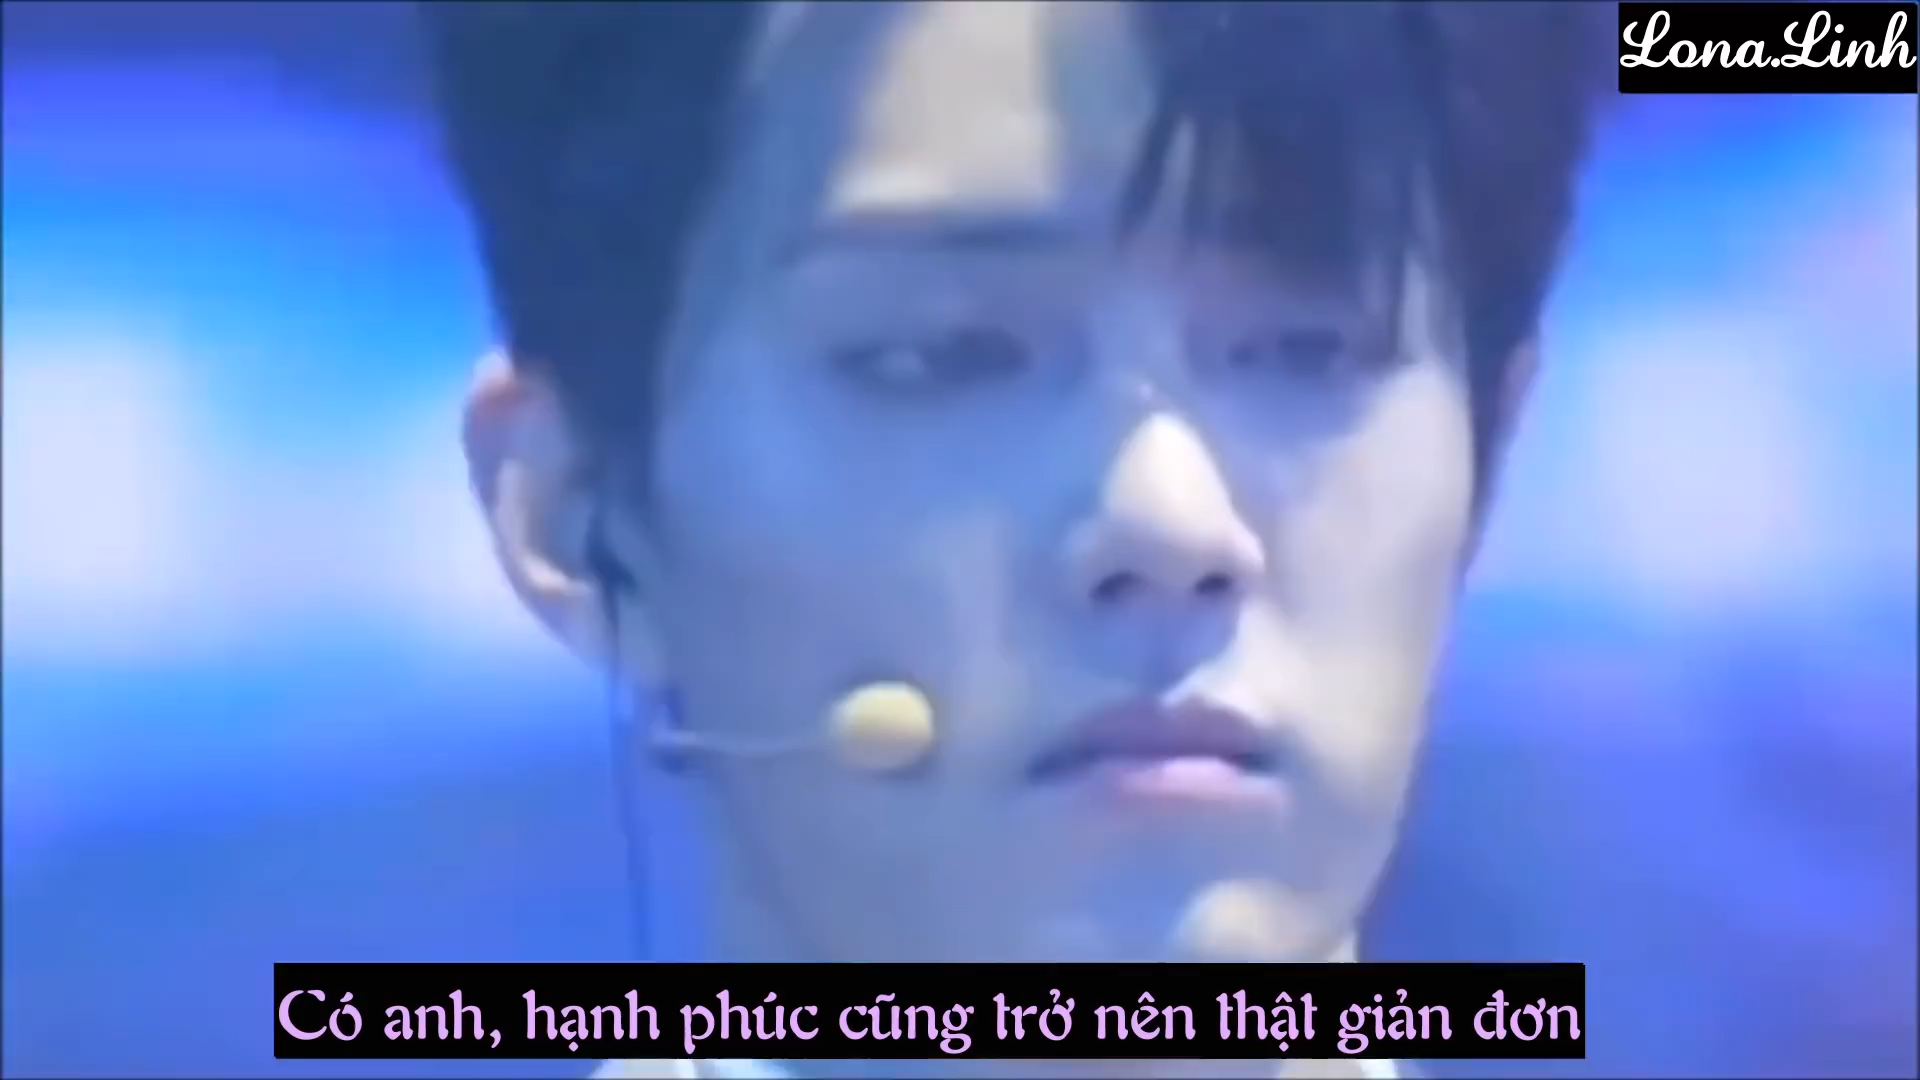 Lona.Linh
Có anh, hạnh phúc cũng trở nên thật giản đơn